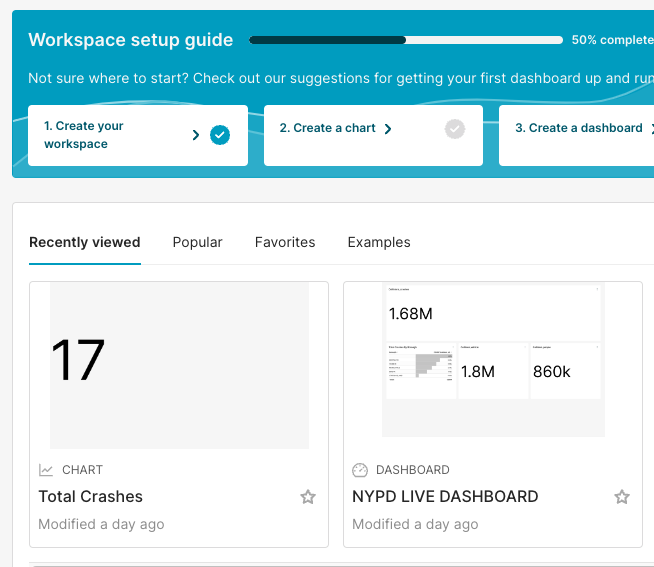 Workspace setup guide
50% complete
Not sure where to start? Check out our suggestions for getting your first dashboard up and run
1. Create your
workspace
2. Create a chart
3. Create a dashboard
Recently viewed
Popular
Favorites
Examples
17
1.68M
1.8M
860k
CHART
Total Crashes
Modified a day ago
DASHBOARD
NYPD LIVE DASHBOARD
Modified a day ago